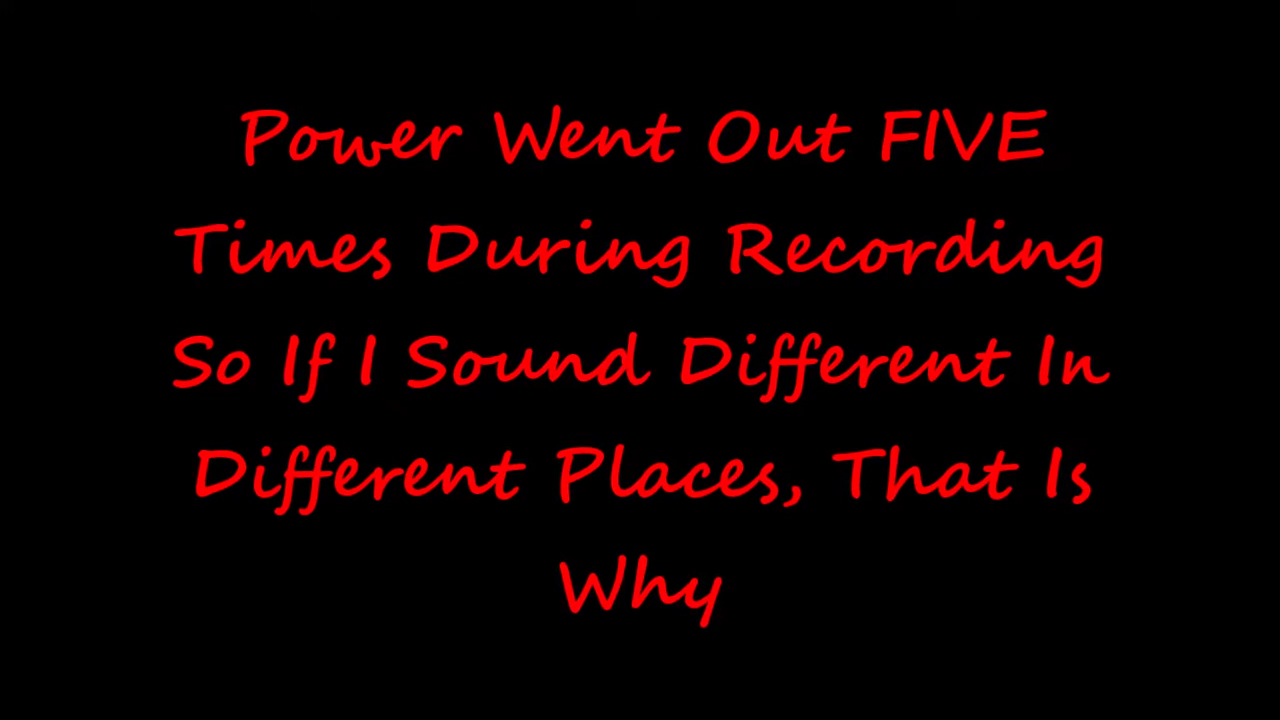 Power Went Out FIVE
Times During Recording
So If I Sound Different In
Different Places, That Is
Why